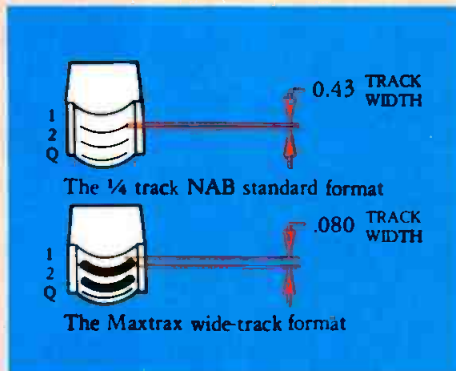 0.43 TRACK WIDTH
1
2
Q
The ¼ track NAB standard format
.080 TRACK WIDTH
1
2
Q
The Maxtrax wide-track format